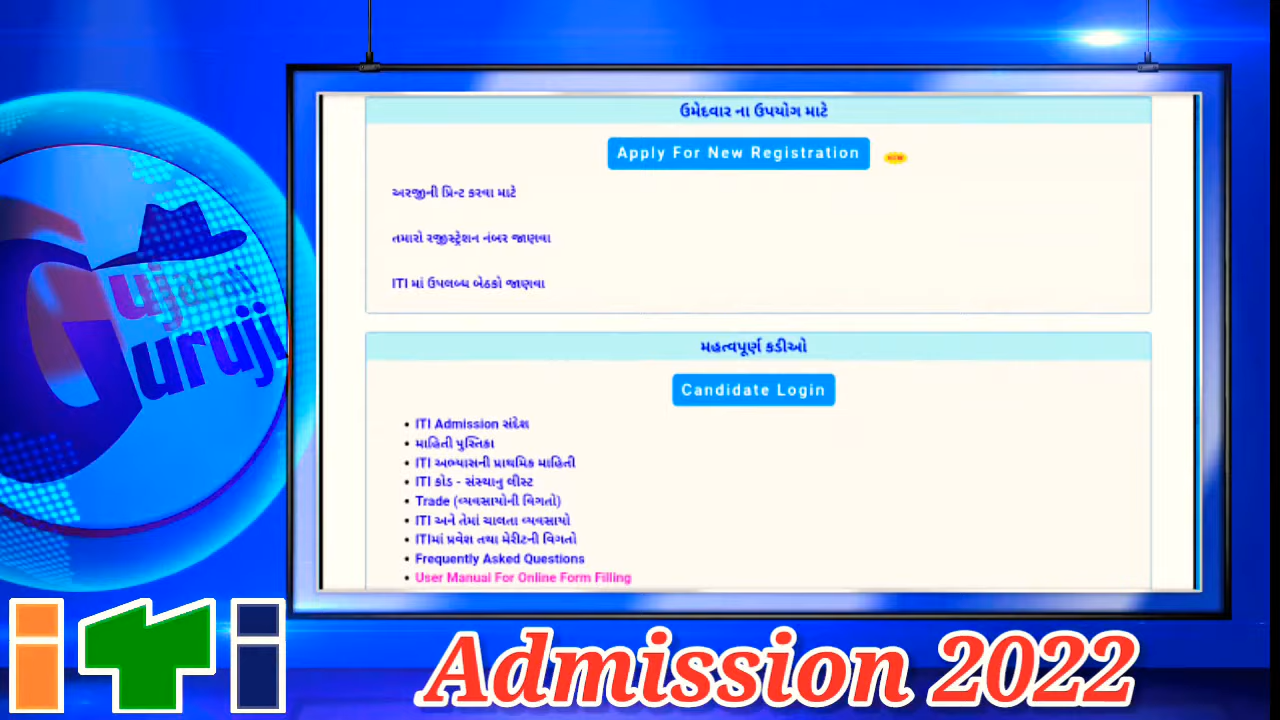 ઉમેદવાર ના ઉપયોગ માટે
Apply For New Registration
NEW
અરજીની પ્રિન્ટ કરવા માટે
તમારો રજીસ્ટ્રેશન નંબર જાણવા
ITI માં ઉપલબ્ધ બેઠકો જાણવા
મહત્વપૂર્ણ કડીઓ
Candidate Login
• ITI Admission સંદેશ
• માહિતી પુસ્તિકા
• ITI અભ્યાસની પ્રાથમિક માહિતી
• ITI કોડ - સંસ્થાનુ લીસ્ટ
• Trade (વ્યવસાયોની વિગતો)
• ITI અને તેમાં ચાલતા વ્યવસાયો
• ITIમાં પ્રવેશ તથા મેરીટની વિગતો
• Frequently Asked Questions
• User Manual For Online Form Filling
Gujarati
Guruji
iTi
Admission 2022